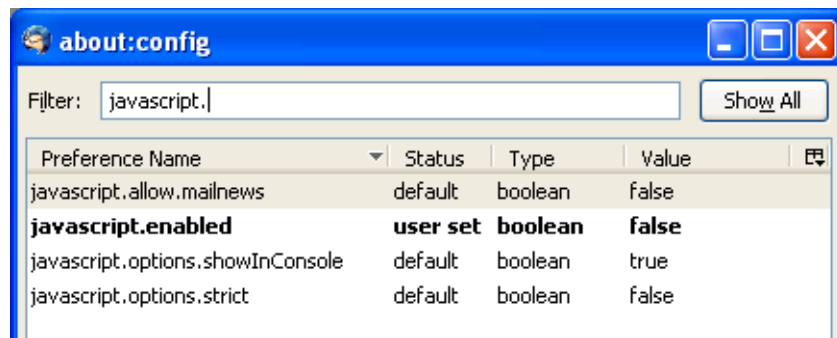 about:config
Filter: javascript. Show All
Preference Name Status Type Value
javascript.allow.mailnews default boolean false
javascript.enabled user set boolean false
javascript.options.showInConsole default boolean true
javascript.options.strict default boolean false